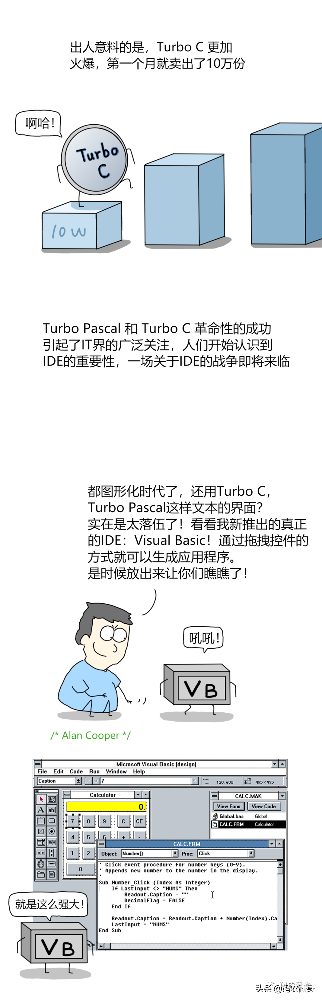 出人意料的是，Turbo C 更加
火爆，第一个月就卖出了10万份
啊哈！
Turbo
C
10 W
Turbo Pascal 和 Turbo C 革命性的成功
引起了IT界的广泛关注，人们开始认识到
IDE的重要性，一场关于IDE的战争即将来临
都图形化时代了，还用Turbo C，
Turbo Pascal这样文本的界面？
实在是太落伍了！看看我新推出的真正
的IDE：Visual Basic！通过拖拽控件的
方式就可以生成应用程序。
是时候放出来让你们瞧瞧了！
吼吼！
VB
/* Alan Cooper */
Microsoft Visual Basic [design]
File Edit Code Run Window Help
Caption 7 120, 600 495×495
Calculator
0.
7 8 9 C CE
4 5 6 + -
1 2
0
A ab
XYZ
CALC.MAK
View Form View Code
Global.bas Global
CALC.FRM Calculator
CALC.FRM
Object: Number() Proc: Click
' Click event procedure for number keys (0-9).
' Appends new number to the number in the display.
'
Sub Number_Click (Index As Integer)
If LastInput <> "NUMS" Then
Readout.Caption = ""
DecimalFlag = FALSE
End If
Readout.Caption = Readout.Caption + Number(Index).Ca
LastInput = "NUMS"
End Sub
就是这么强大！
VB
ager
码农翻身
头条 @码农翻身